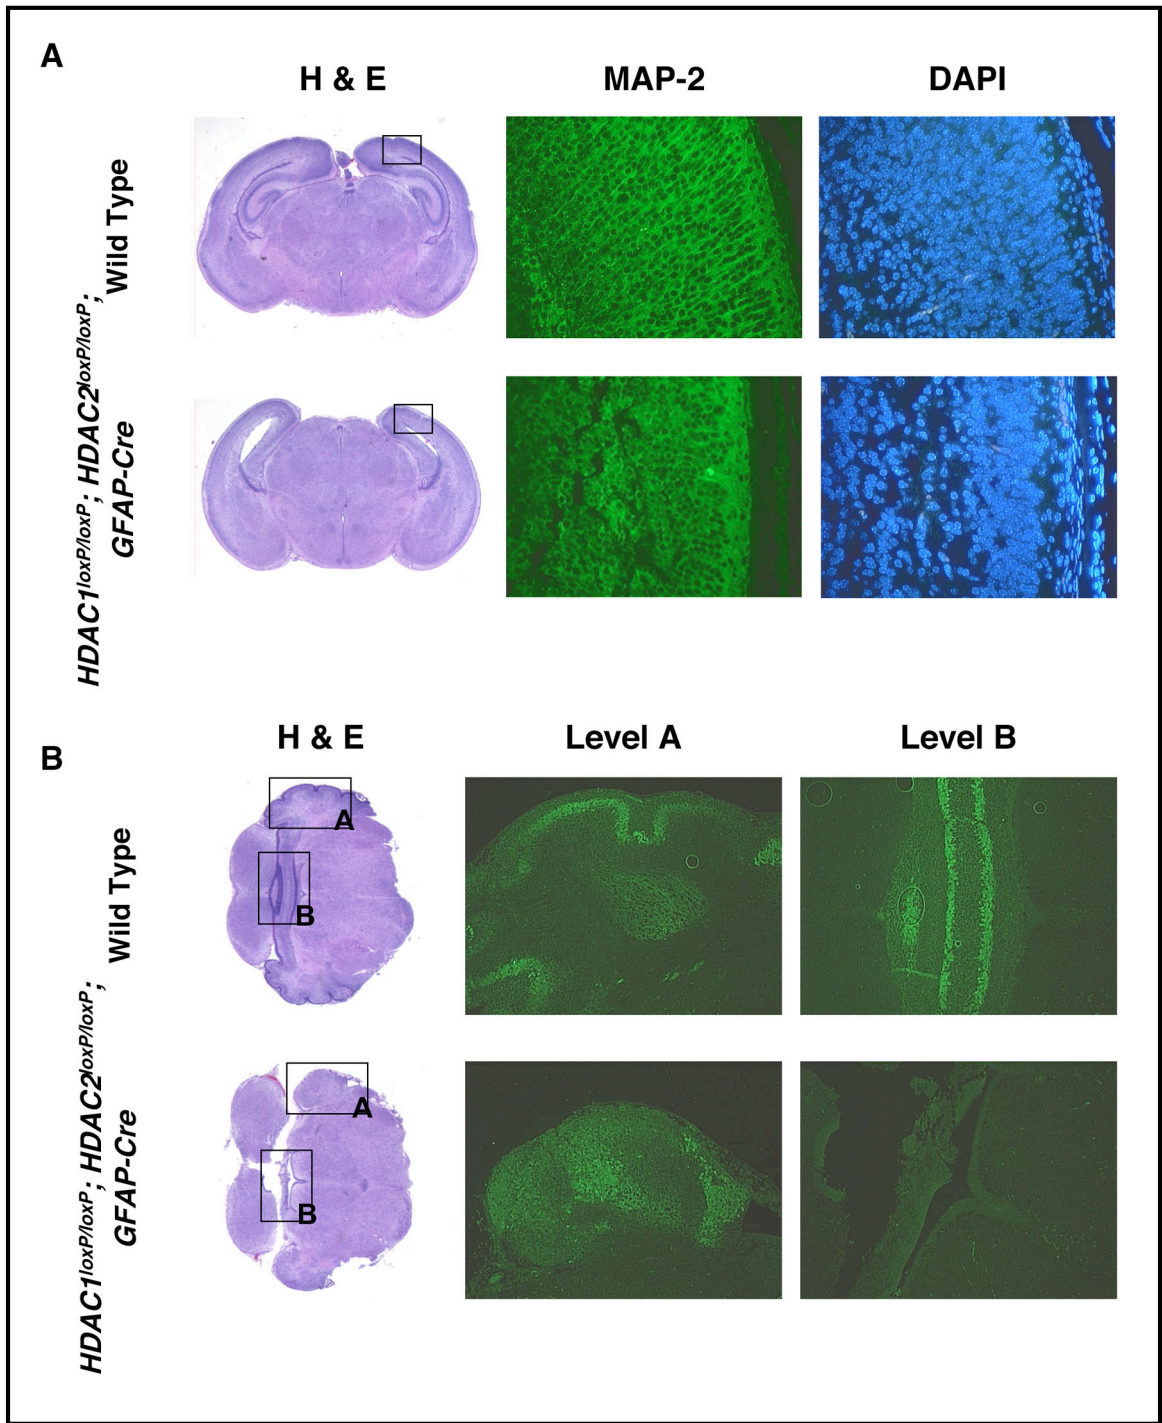 A
H & E
MAP-2
DAPI
Wild Type
HDAC1loxP/loxP; HDAC2loxP/loxP;
GFAP-Cre
B
H & E
Level A
Level B
Wild Type
A
B
HDAC1loxP/loxP; HDAC2loxP/loxP;
GFAP-Cre
A
B